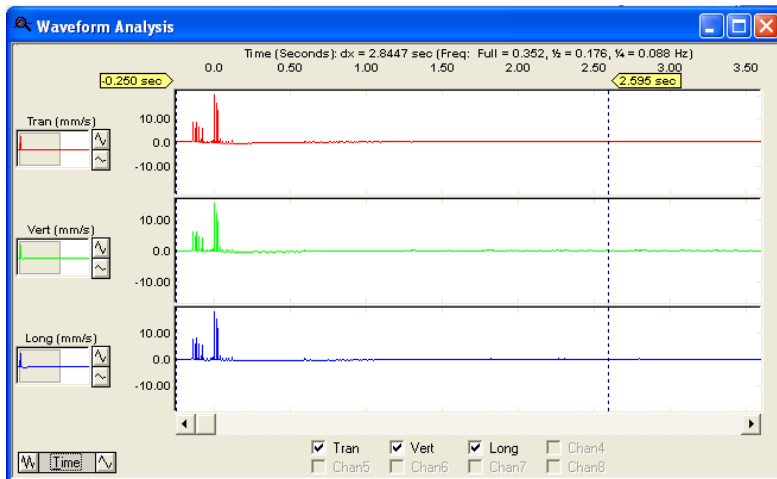 Waveform Analysis
Time (Seconds): dx = 2.8447 sec (Freq: Full = 0.352, ½ = 0.176, ¼ = 0.088 Hz)
0.0 0.50 1.00 1.50 2.00 2.50 3.00 3.50
-0.250 sec 2.595 sec
Tran (mm/s)
10.00
0.0
-10.00
Vert (mm/s)
10.00
0.0
-10.00
Long (mm/s)
10.00
0.0
-10.00
Tran Vert Long Chan4
Chan5 Chan6 Chan7 Chan8
Time